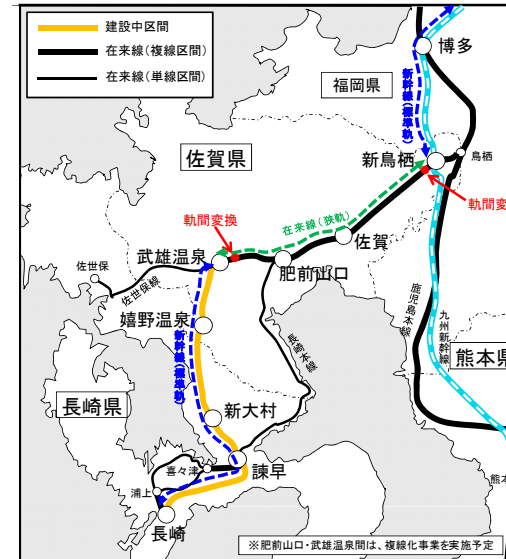 建設中区間
在来線(複線区間)
在来線(単線区間)
博多
福岡県
新幹線(標準軌)
佐賀県
新鳥栖
鳥栖
軌間変換
在来線(狭軌)
軌間変
武雄温泉
佐賀
肥前山口
佐世保
佐世保線
嬉野温泉
長崎本線
鹿児島本線
九州新幹線
新幹線(標準軌)
熊本県
長崎県
新大村
喜々津
諫早
浦上
長崎
熊本
※肥前山口・武雄温泉間は、複線化事業を実施予定